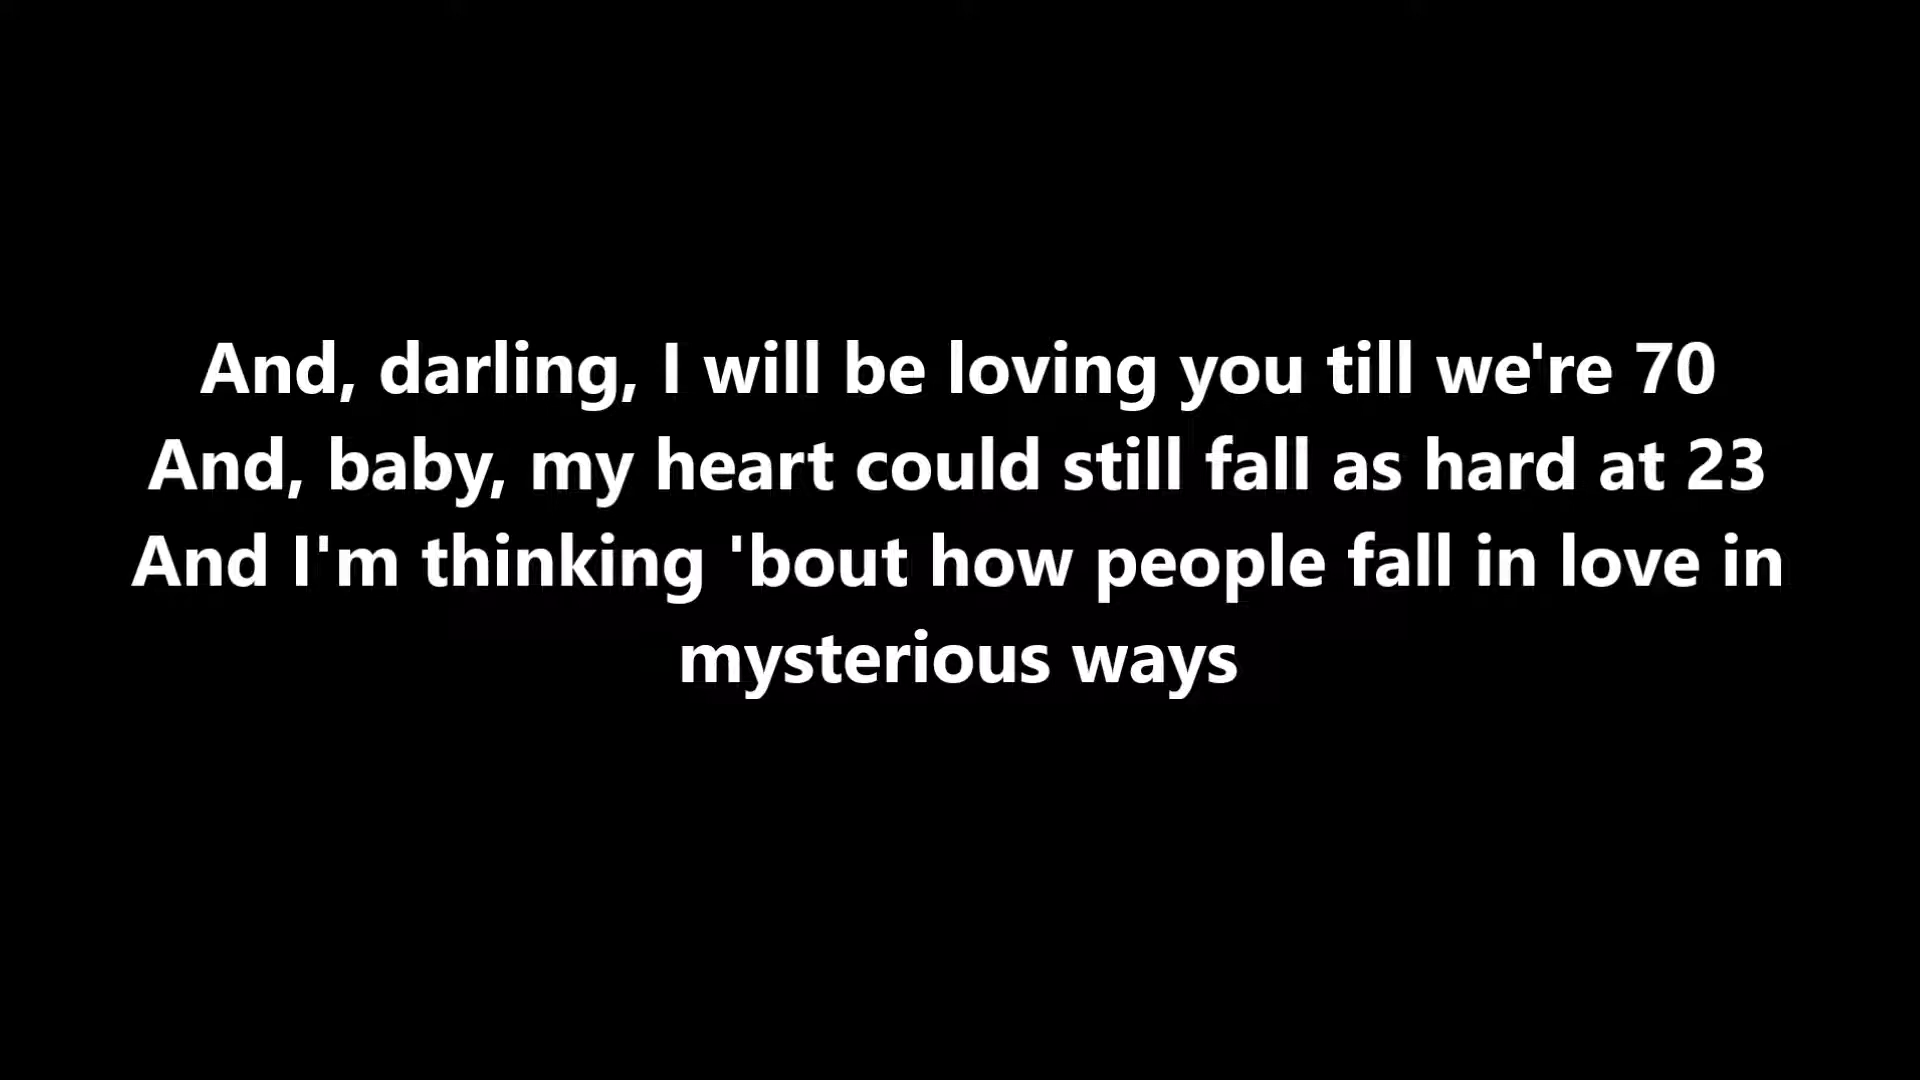 And, darling, I will be loving you till we're 70
And, baby, my heart could still fall as hard at 23
And I'm thinking 'bout how people fall in love in
mysterious ways